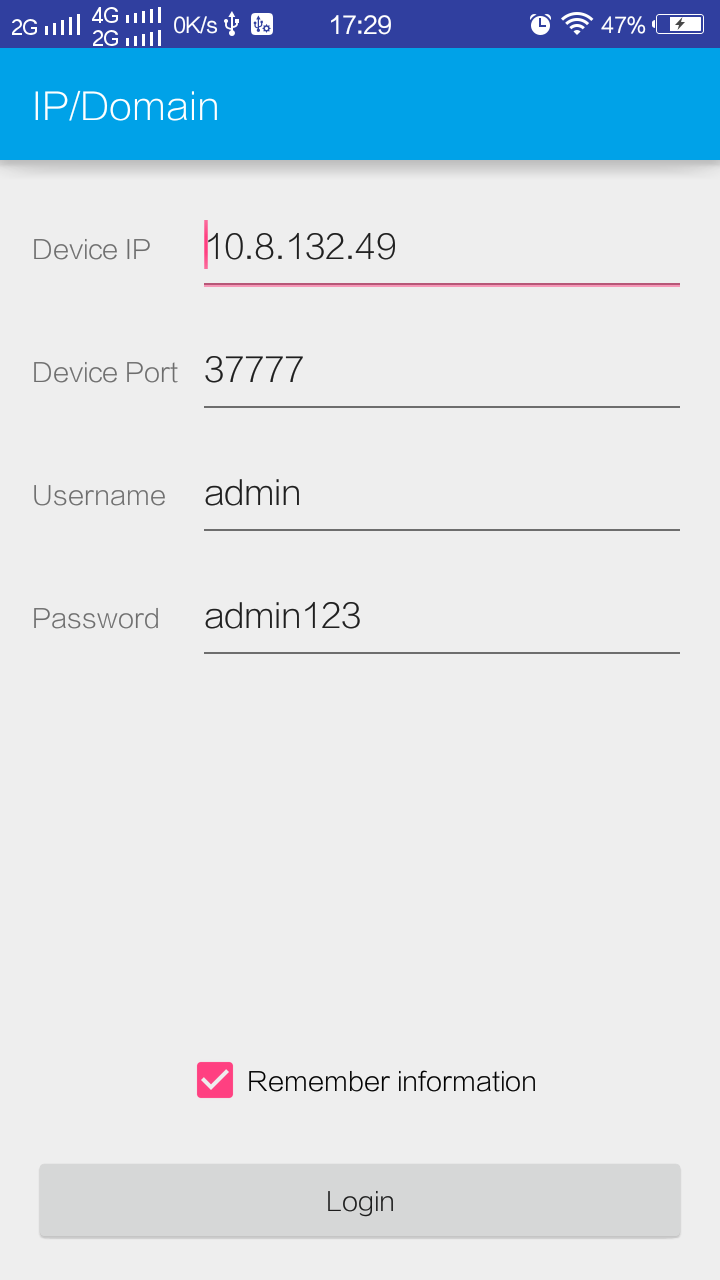 2G 4G 2G 0K/s 17:29 47%
IP/Domain
Device IP 10.8.132.49
Device Port 37777
Username admin
Password admin123
Remember information
Login